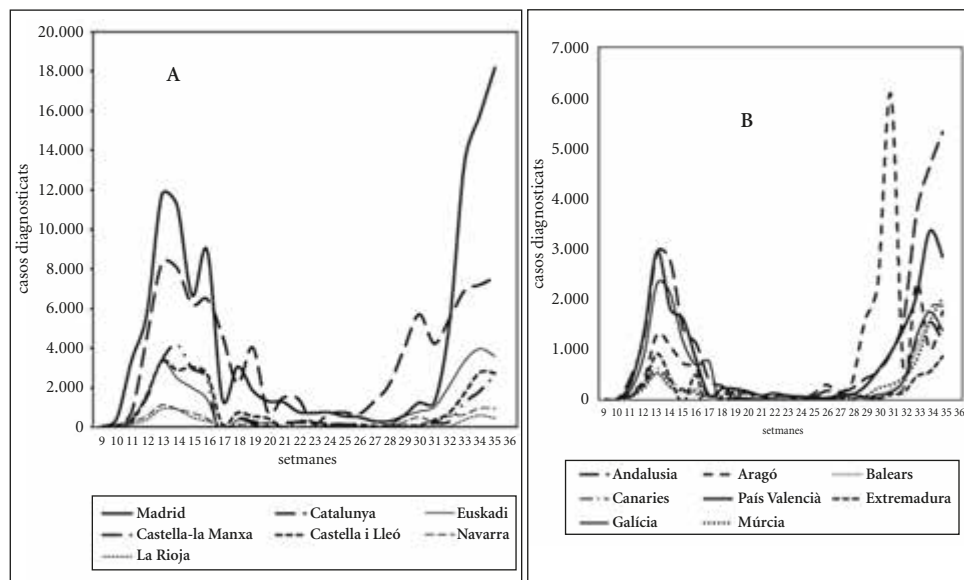 A
20.000
18.000
16.000
14.000
12.000
10.000
8.000
6.000
4.000
2.000
0
casos diagnosticats
9 10 11 12 13 14 15 16 17 18 19 20 21 22 23 24 25 26 27 28 29 30 31 32 33 34 35 36
setmanes
Madrid Catalunya Euskadi
Castella-la Manxa Castella i Lleó Navarra
La Rioja
B
7.000
6.000
5.000
4.000
3.000
2.000
1.000
0
casos diagnosticats
9 10 11 12 13 14 15 16 17 18 19 20 21 22 23 24 25 26 27 28 29 30 31 32 33 34 35 36
setmanes
Andalusia Aragó Balears
Canaries País Valencià Extremadura
Galícia Múrcia